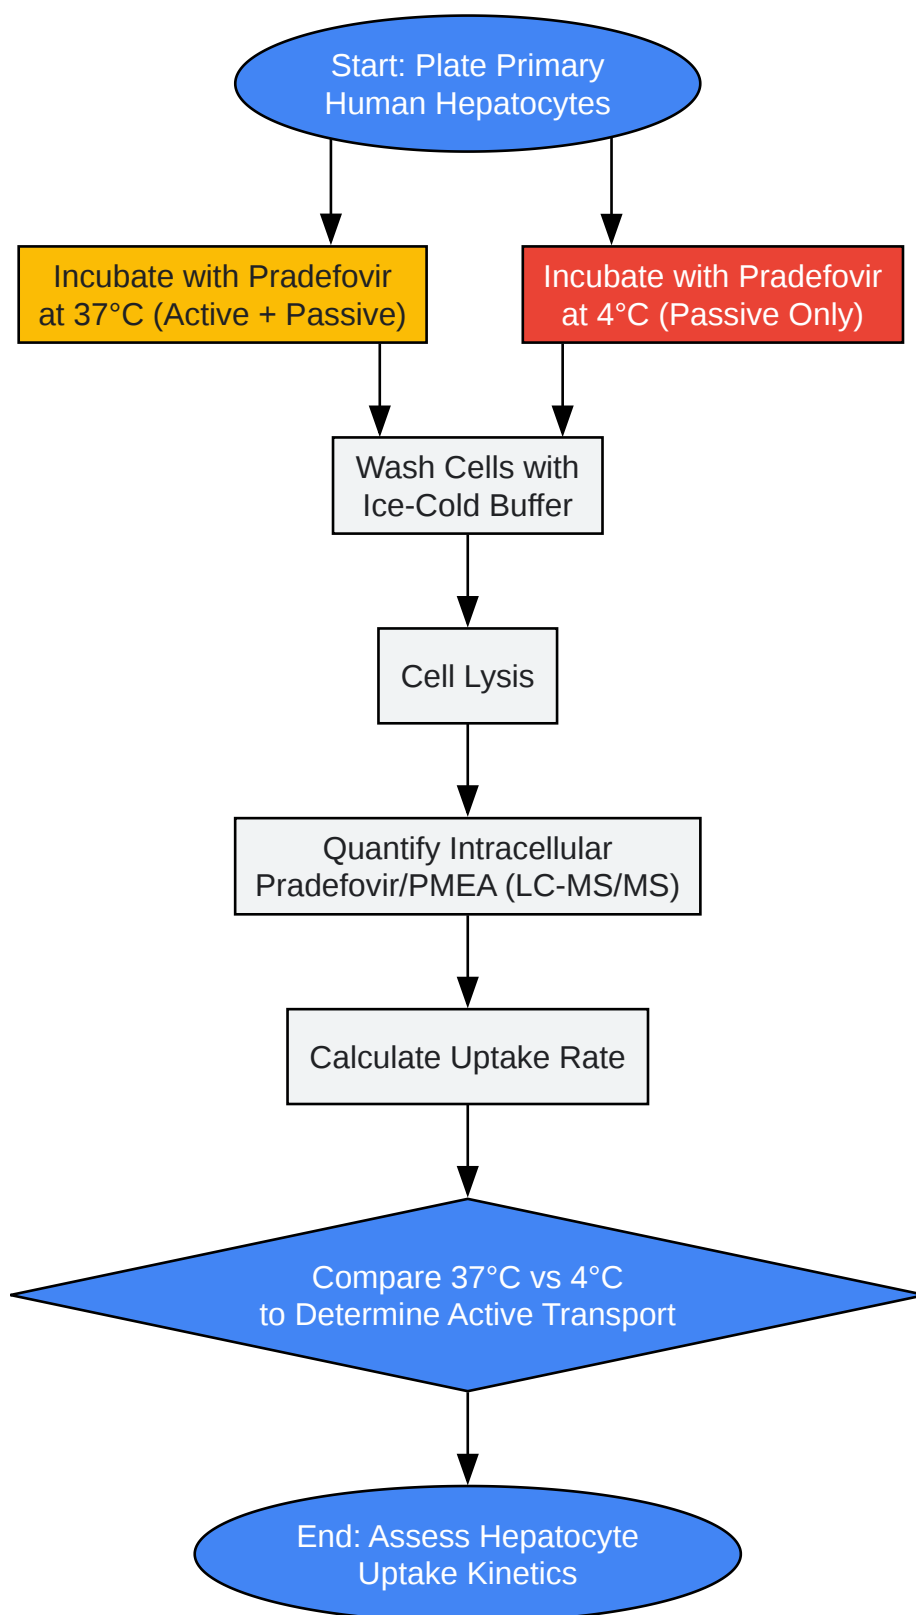 Start: Plate Primary
Human Hepatocytes
Incubate with Pradefovir
at 37°C (Active + Passive)
Incubate with Pradefovir
at 4°C (Passive Only)
Wash Cells with
Ice-Cold Buffer
Cell Lysis
Quantify Intracellular
Pradefovir/PMEA (LC-MS/MS)
Calculate Uptake Rate
Compare 37°C vs 4°C
to Determine Active Transport
End: Assess Hepatocyte
Uptake Kinetics